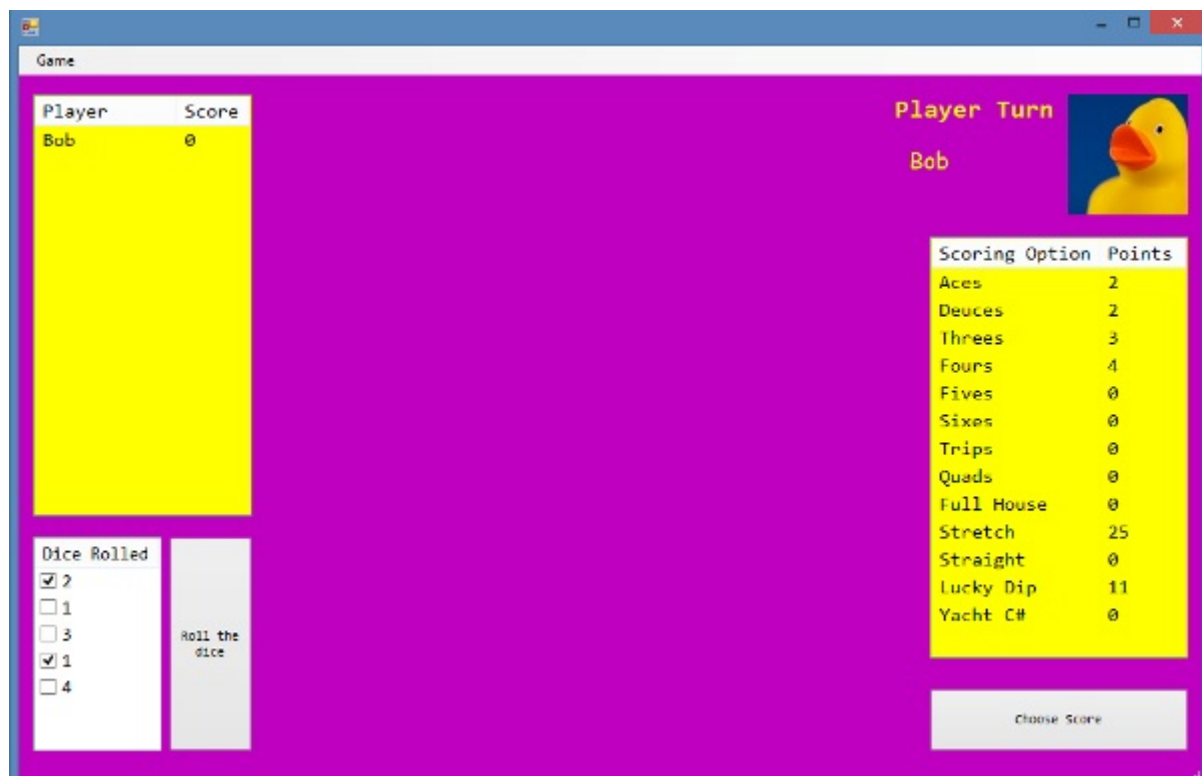 Game
Player Score
Bob 0
Player Turn
Bob
Scoring Option Points
Aces 2
Deuces 2
Threes 3
Fours 4
Fives 0
Sixes 0
Trips 0
Quads 0
Full House 0
Stretch 25
Straight 0
Lucky Dip 11
Yacht C# 0
Dice Rolled
2
1
3
1
4
Roll the
dice
Choose Score